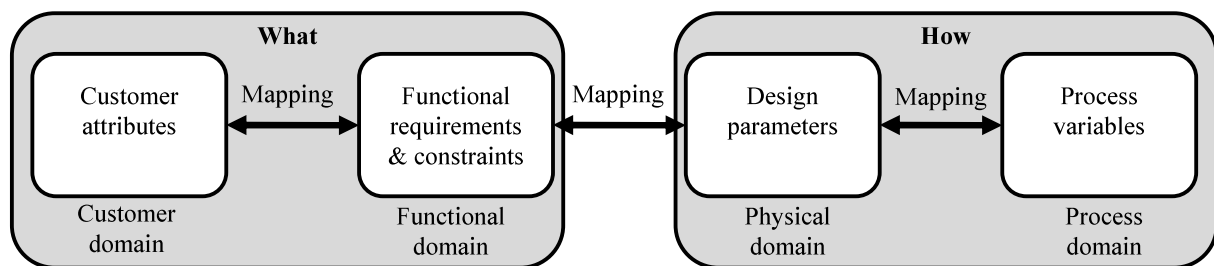 What
Customer
attributes
Customer
domain
Mapping
Functional
requirements
& constraints
Functional
domain
Mapping
How
Design
parameters
Physical
domain
Mapping
Process
variables
Process
domain